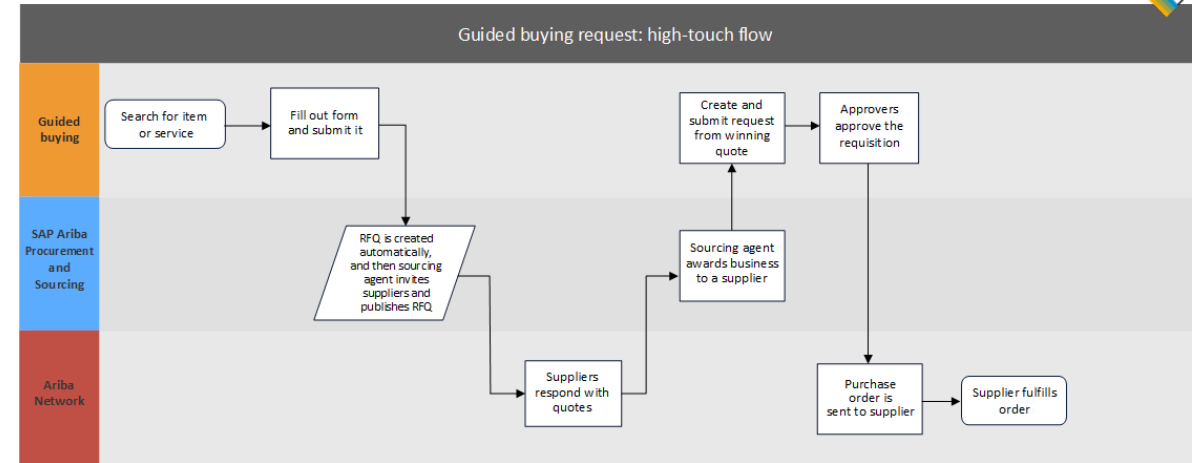 Guided buying request: high-touch flow
Guided
buying
Search for item
or service
Fill out form
and submit it
Create and
submit request
from winning
quote
Approvers
approve the
requisition
SAP Ariba
Procurement
and
Sourcing
RFQ is created
automatically,
and then sourcing
agent invites
suppliers and
publishes RFQ
Sourcing agent
awards business
to a supplier
Ariba
Network
Suppliers
respond with
quotes
Purchase
order is
sent to supplier
Supplier fulfills
order